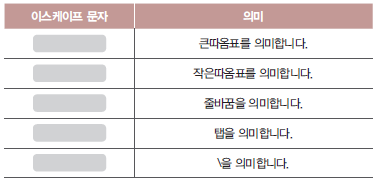 이스케이프 문자 의미
큰따옴표를 의미합니다.
작은따옴표를 의미합니다.
줄바꿈을 의미합니다.
탭을 의미합니다.
\을 의미합니다.